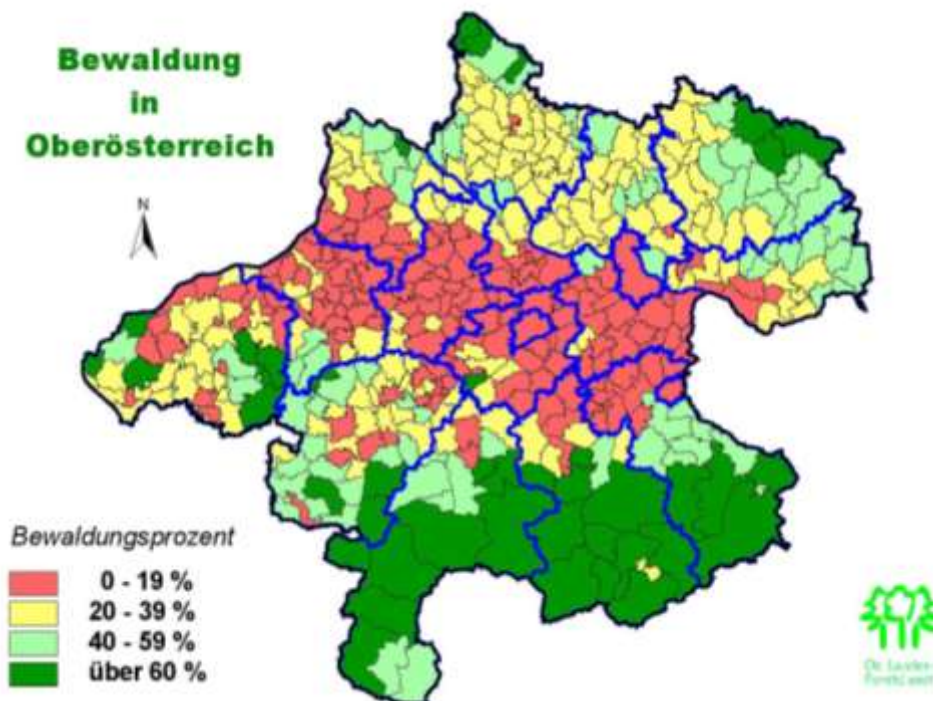 Bewaldung
in
Oberösterreich
N
Bewaldungsprozent
0 - 19 %
20 - 39 %
40 - 59 %
über 60 %